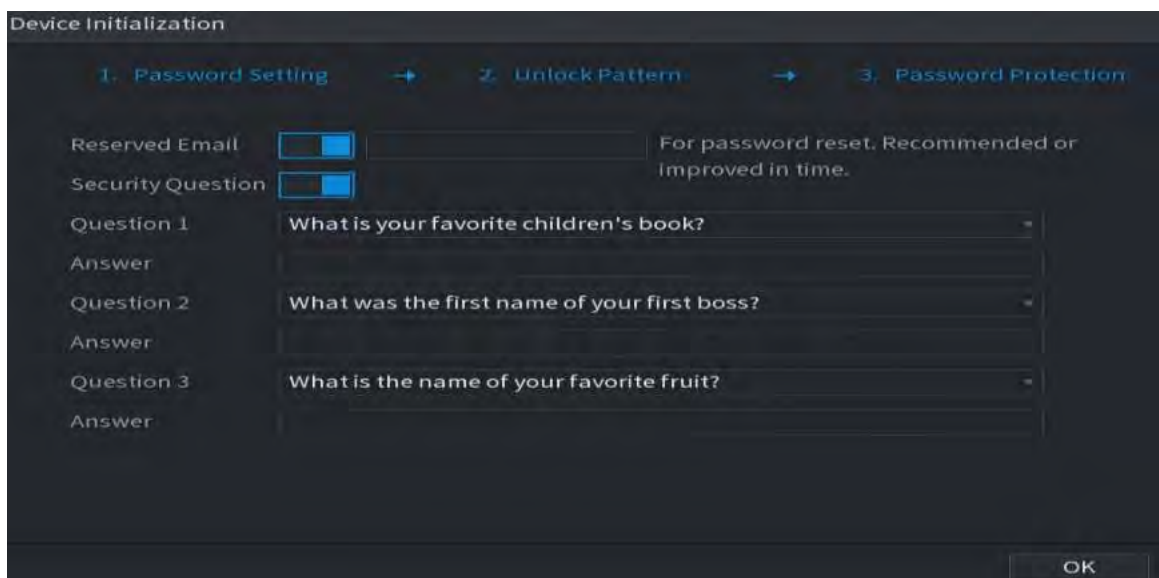 Device Initialization
1. Password Setting → 2. Unlock Pattern → 3. Password Protection
Reserved Email
For password reset. Recommended or
improved in time.
Security Question
Question 1 What is your favorite children's book?
Answer
Question 2 What was the first name of your first boss?
Answer
Question 3 What is the name of your favorite fruit?
Answer
OK